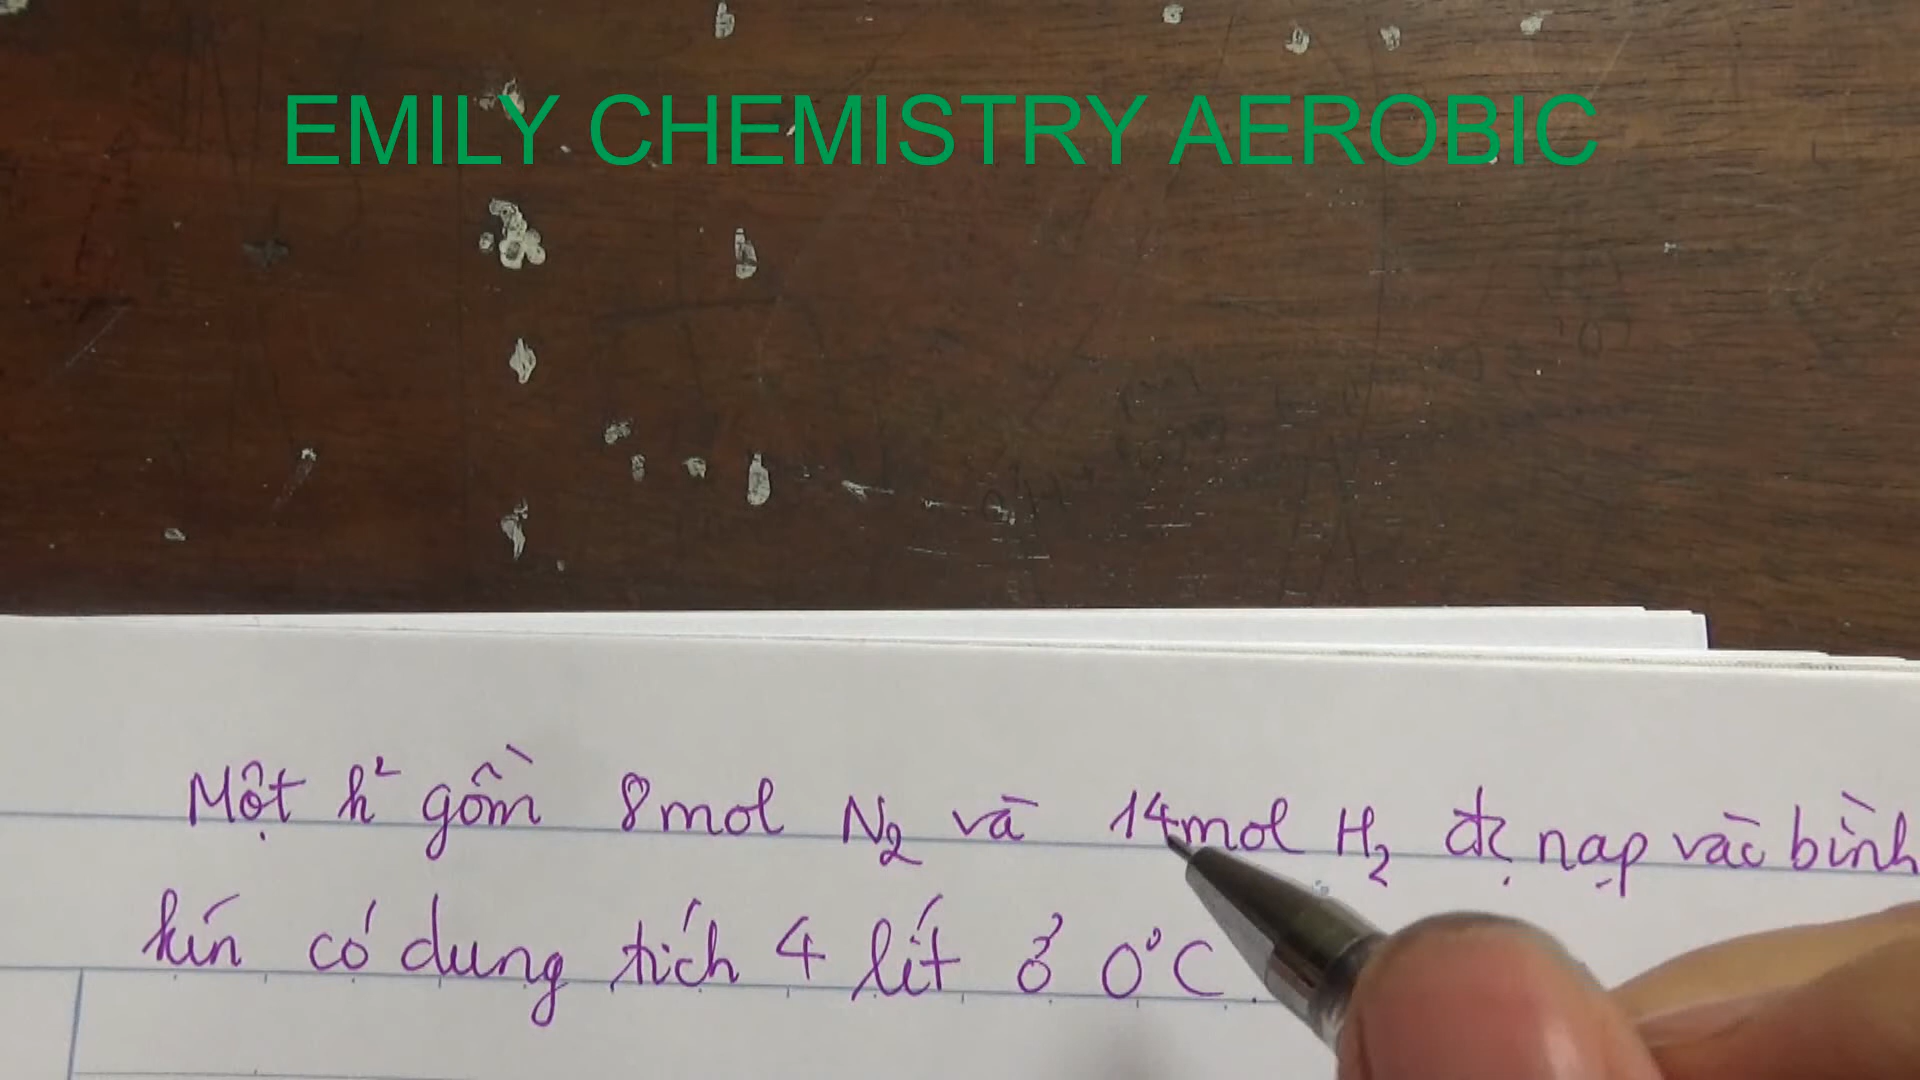 EMILY CHEMISTRY AEROBIC
Một h² gồm 8mol N₂ và 14mol H₂ đc nạp vào bình
kín có dung tích 4 lít ở 0°C.